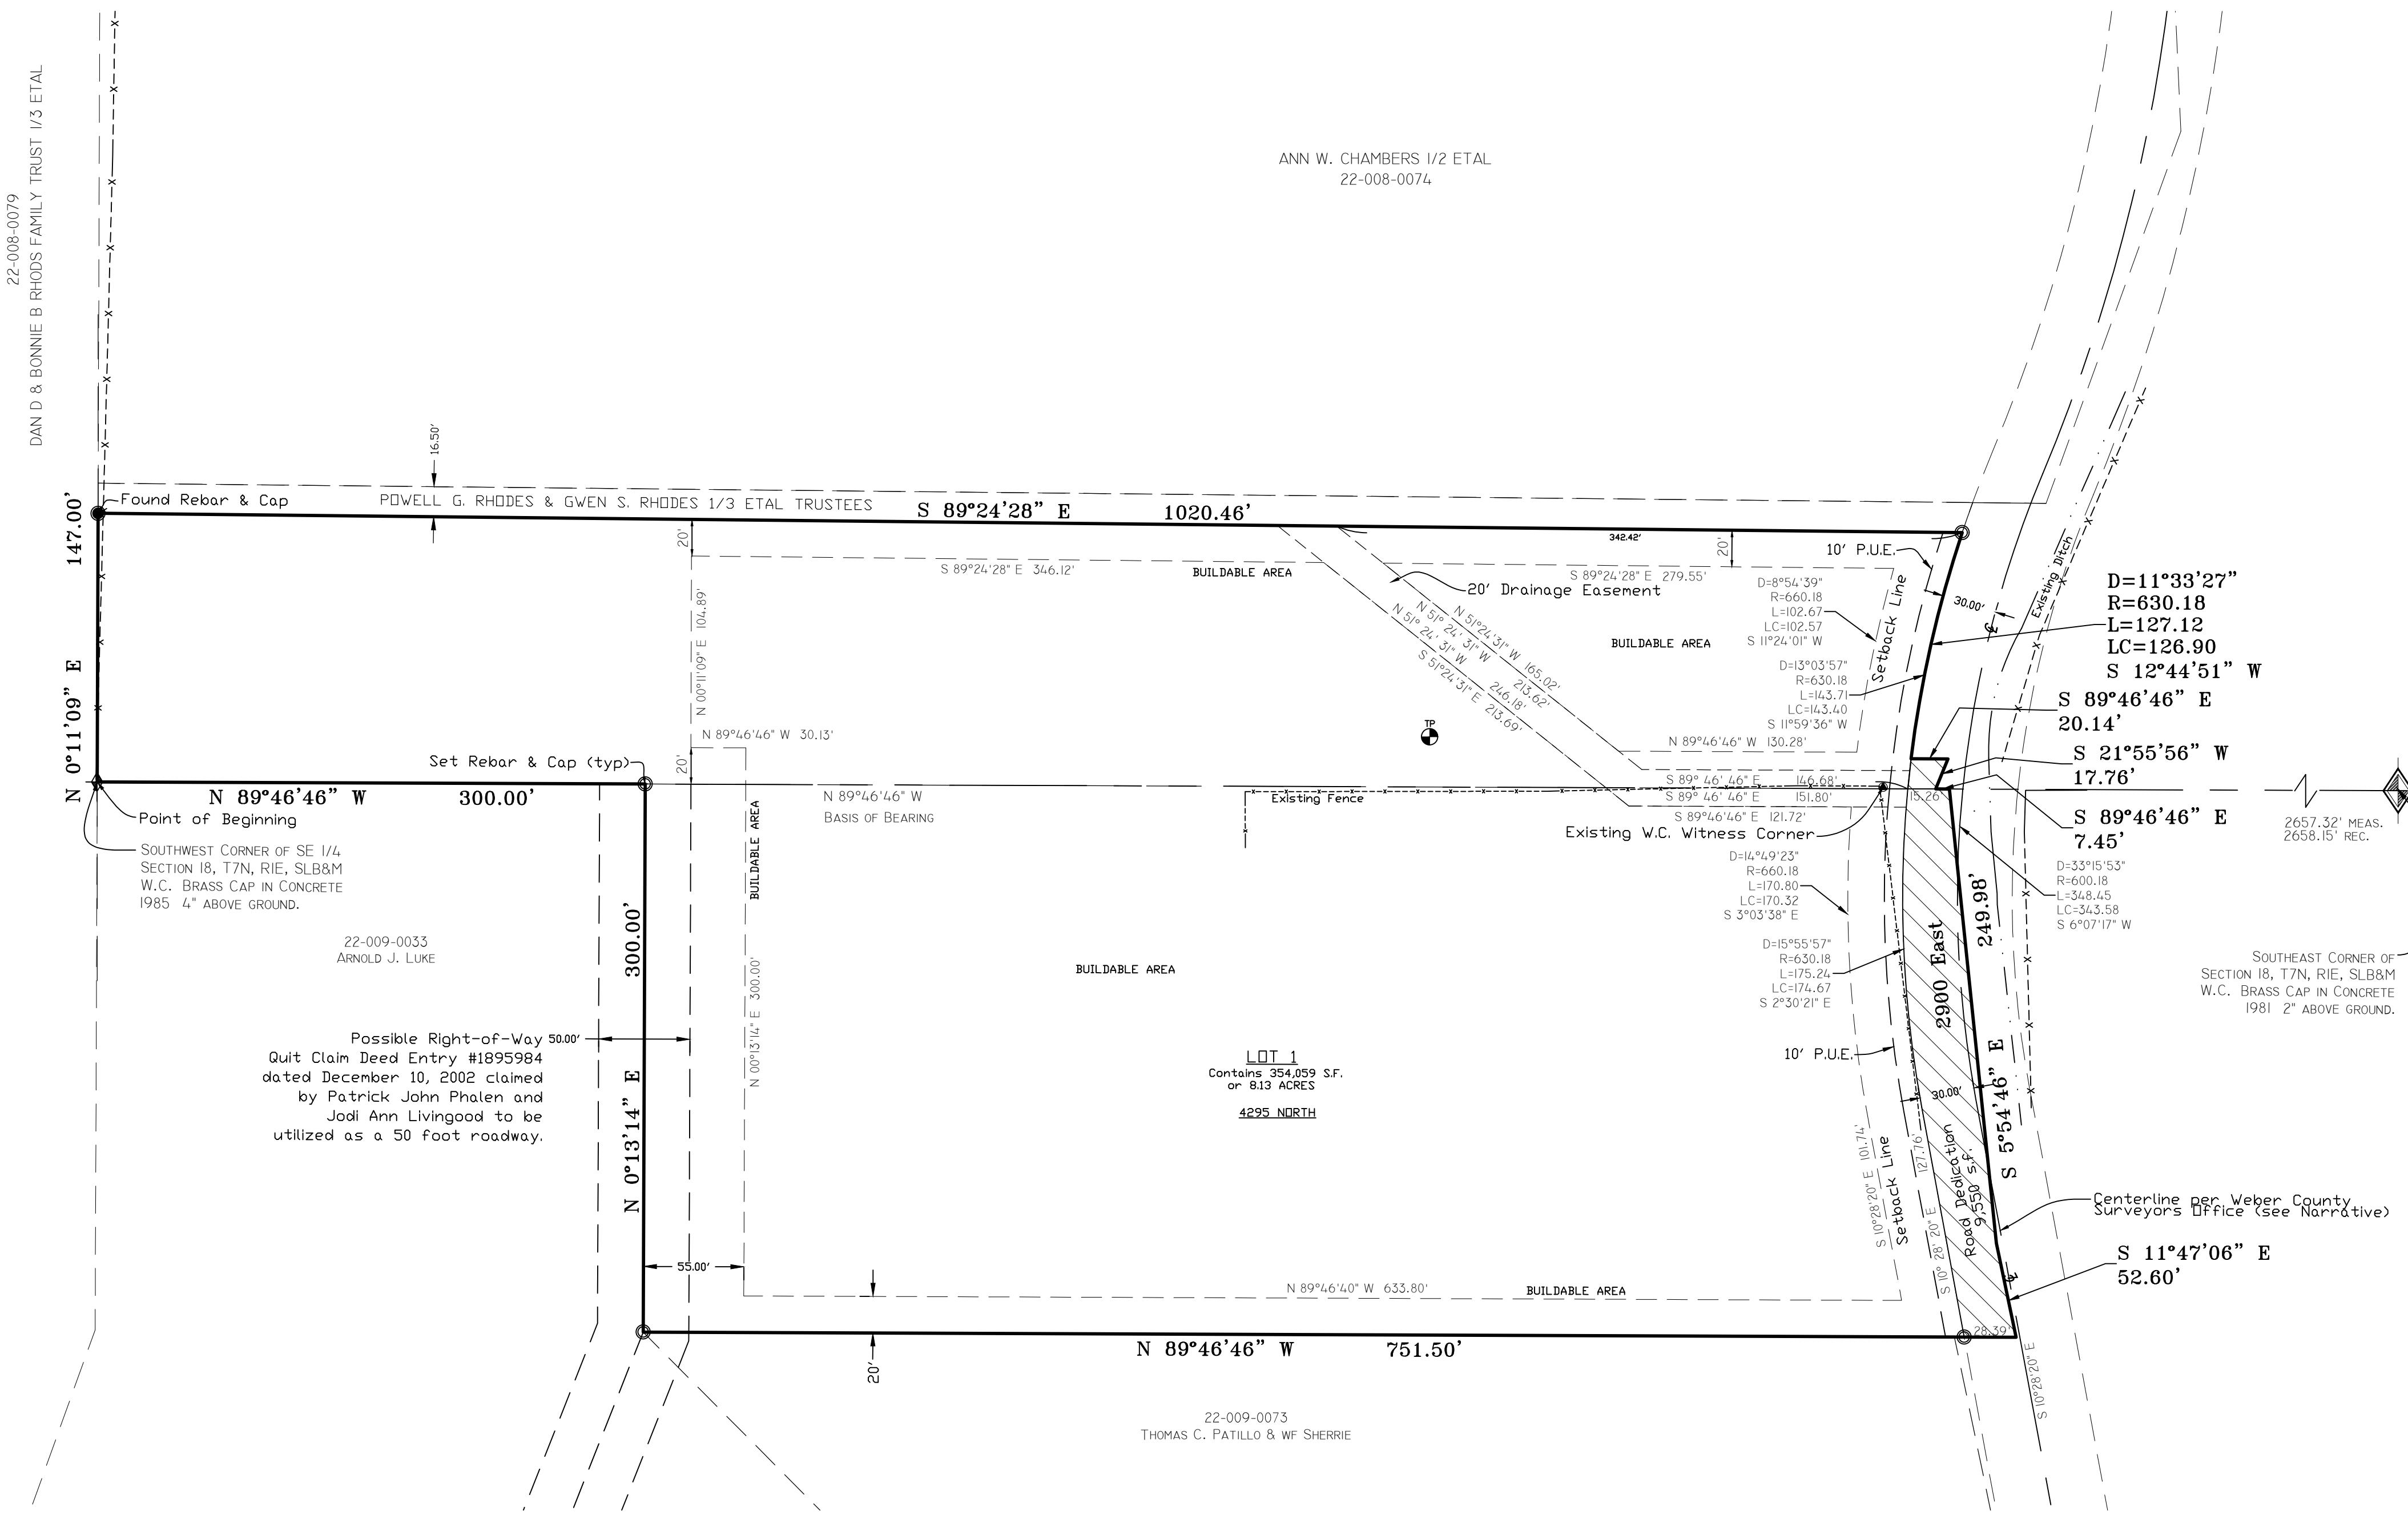 22-008-0079
DAN D & BONNIE B RHODS FAMILY TRUST 1/3 ETAL
ANN W. CHAMBERS 1/2 ETAL
22-008-0074
16.50'
Found Rebar & Cap
POWELL G. RHODES & GWEN S. RHODES 1/3 ETAL TRUSTEES
S 89°24'28" E 1020.46'
N 0°11'09" E 147.00'
20'
S 89°24'28" E 346.12'
BUILDABLE AREA
342.42'
20'
S 89°24'28" E 279.55'
10' P.U.E.
20' Drainage Easement
N 51°24'31" W 165.02'
N 51° 24' 31" W 213.62'
N 51° 24' 31" W 246.18'
S 51°24'31" E 213.69'
BUILDABLE AREA
Setback Line
D=8°54'39"
R=660.18
L=102.67
LC=102.57
S 11°24'01" W
D=13°03'57"
R=630.18
L=143.71
LC=143.40
S 11°59'36" W
30.00'
Existing Ditch
D=11°33'27"
R=630.18
L=127.12
LC=126.90
S 12°44'51" W
S 89°46'46" E
20.14'
S 21°55'56" W
17.76'
S 89°46'46" E
7.45'
N 00°11'09" E 104.89'
N 89°46'46" W 30.13'
20'
TP
N 89°46'46" W 130.28'
S 89° 46' 46" E 146.68'
S 89° 46' 46" E 151.80'
S 89°46'46" E 121.72'
15.26'
Set Rebar & Cap (typ)
N 89°46'46" W 300.00'
Point of Beginning
SOUTHWEST CORNER OF SE 1/4
SECTION 18, T7N, R1E, SLB&M
W.C. BRASS CAP IN CONCRETE
1985 4" ABOVE GROUND.
N 89°46'46" W
BASIS OF BEARING
Existing Fence
Existing W.C. Witness Corner
2657.32' MEAS.
2658.15' REC.
D=14°49'23"
R=660.18
L=170.80
LC=170.32
S 3°03'38" E
D=15°55'57"
R=630.18
L=175.24
LC=174.67
S 2°30'21" E
D=33°15'53"
R=600.18
L=348.45
LC=343.58
S 6°07'17" W
BUILDABLE AREA
22-009-0033
ARNOLD J. LUKE
N 0°13'14" E 300.00'
N 00°13'14" E 300.00'
BUILDABLE AREA
2900 East
S 5°54'46" E 249.98'
SOUTHEAST CORNER OF
SECTION 18, T7N, R1E, SLB&M
W.C. BRASS CAP IN CONCRETE
1981 2" ABOVE GROUND.
Possible Right-of-Way 50.00'
Quit Claim Deed Entry #1895984
dated December 10, 2002 claimed
by Patrick John Phalen and
Jodi Ann Livingood to be
utilized as a 50 foot roadway.
LOT 1
Contains 354,059 S.F.
or 8.13 ACRES
4295 NORTH
10' P.U.E.
30.00'
S 10°28'20" E 101.74'
Setback Line
S 10° 28' 20" E 127.76'
Road Dedication
9,550 s.f.
Centerline per Weber County
Surveyors Office (see Narrative)
S 11°47'06" E
52.60'
55.00'
N 89°46'40" W 633.80'
BUILDABLE AREA
28.39'
N 89°46'46" W 751.50'
20'
S 10°28'20" E
22-009-0073
THOMAS C. PATILLO & WF SHERRIE